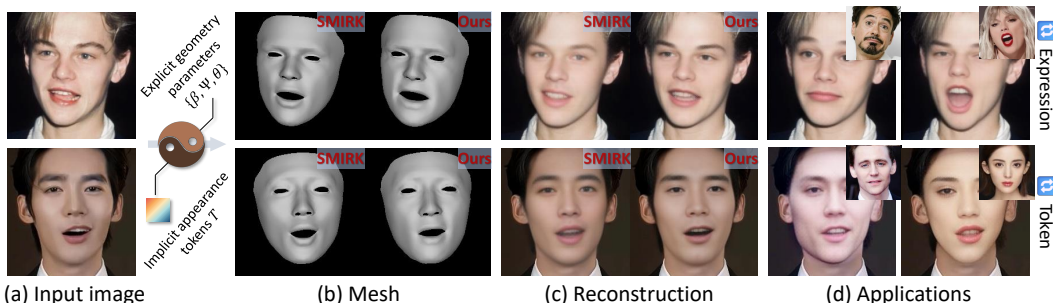 Explicit geometry
parameters
{β, Ψ, θ}
Implicit appearance
tokens T
SMIRK
Ours
SMIRK
Ours
SMIRK
Ours
SMIRK
Ours
Expression
Token
(a) Input image
(b) Mesh
(c) Reconstruction
(d) Applications